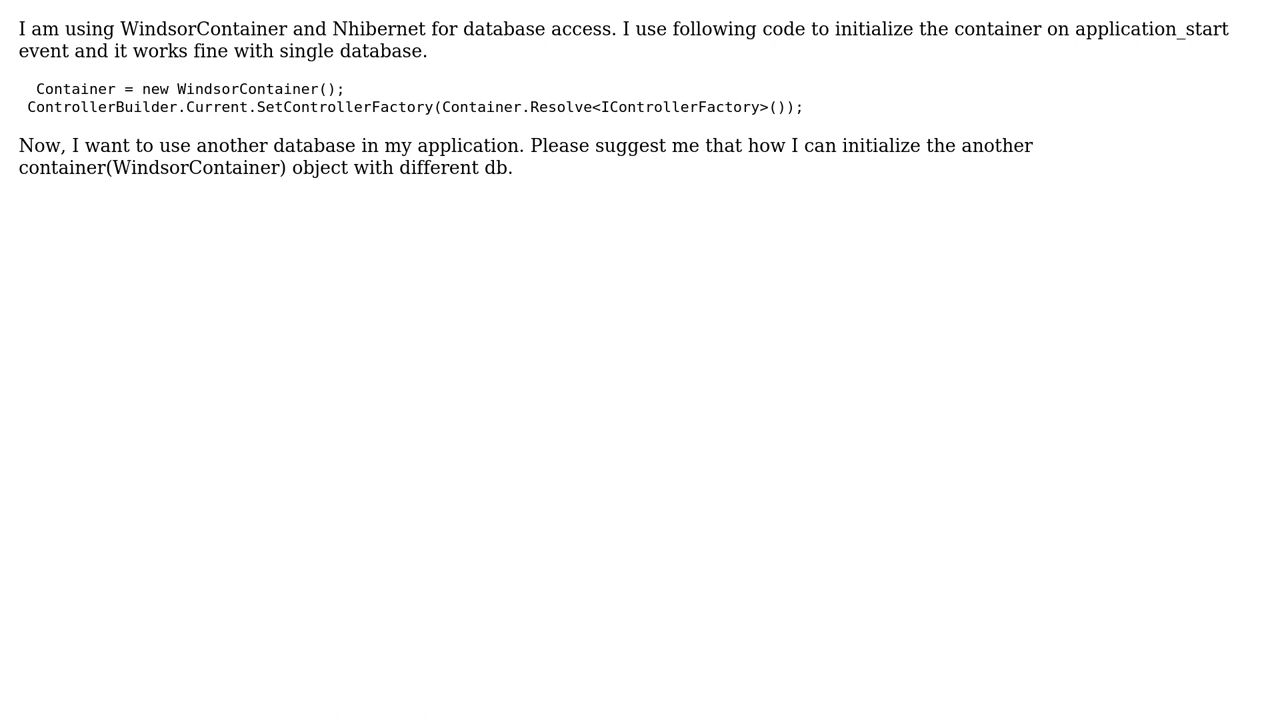 I am using WindsorContainer and Nhibernet for database access. I use following code to initialize the container on application_start
event and it works fine with single database.
Container = new WindsorContainer();
ControllerBuilder.Current.SetControllerFactory(Container.Resolve<IControllerFactory>());
Now, I want to use another database in my application. Please suggest me that how I can initialize the another
container(WindsorContainer) object with different db.